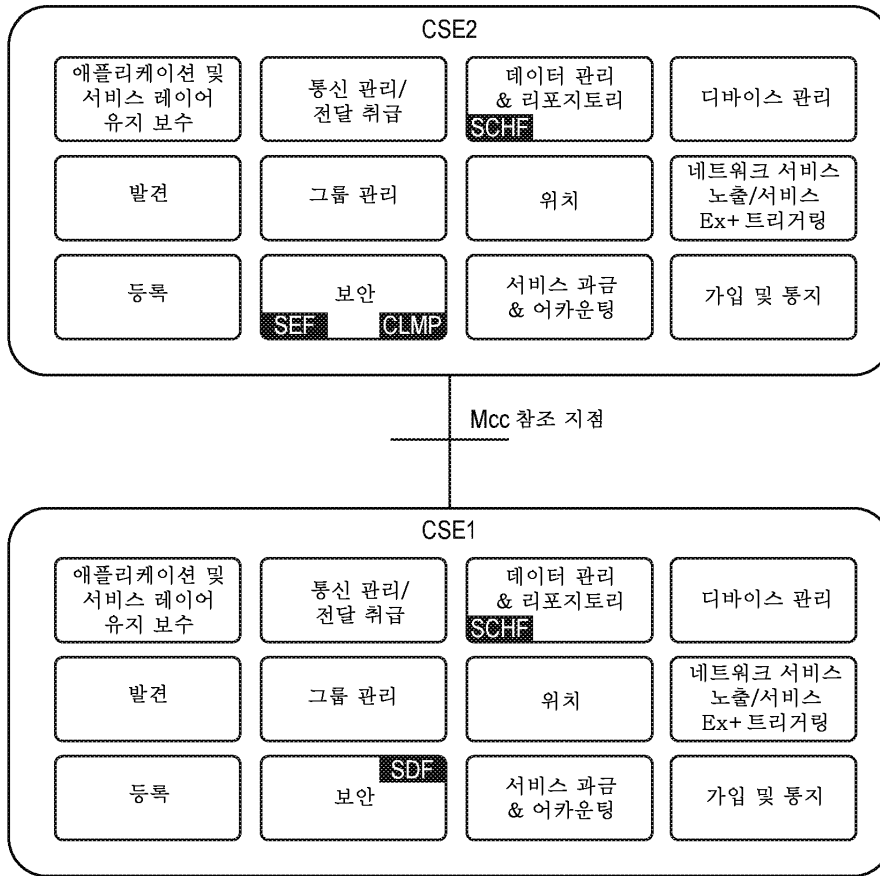 CSE2
애플리케이션 및
서비스 레이어
유지 보수
통신 관리/
전달 취급
데이터 관리
& 리포지토리
SCHF
디바이스 관리
발견
그룹 관리
위치
네트워크 서비스
노출/서비스
Ex+트리거링
등록
보안
SEF
CLMP
서비스 과금
& 어카운팅
가입 및 통지
Mcc 참조 지점
CSE1
애플리케이션 및
서비스 레이어
유지 보수
통신 관리/
전달 취급
데이터 관리
& 리포지토리
SCHF
디바이스 관리
발견
그룹 관리
위치
네트워크 서비스
노출/서비스
Ex+트리거링
등록
SDF
보안
서비스 과금
& 어카운팅
가입 및 통지